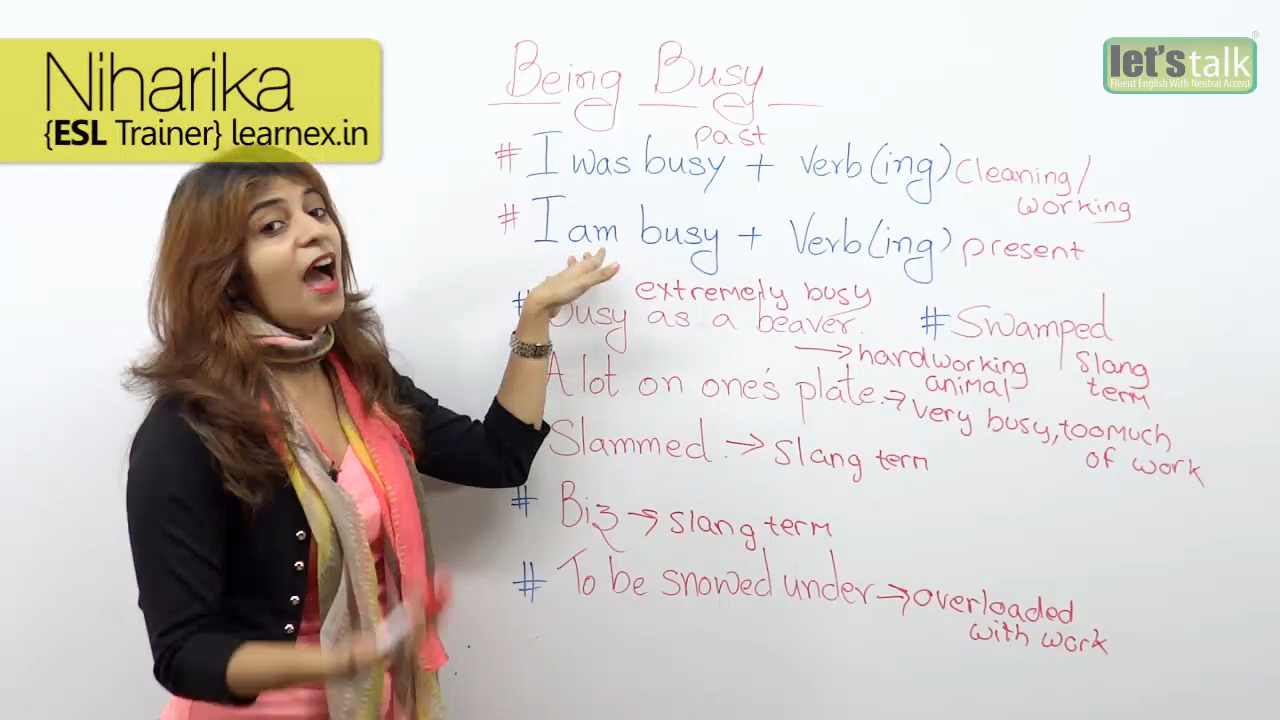 Niharika
{ESL Trainer} learnex.in
let's talk
®
Fluent English With Neutral Accent
Being Busy
past
# I was busy + verb(ing) Cleaning/
working
# I am busy + Verb(ing) present
extremely busy
# Busy as a beaver.
→ hardworking
animal
# Swamped
slang
term
A lot on one's plate. → very busy, too much
of work
Slammed. → slang term
# Biz → slang term
# To be snowed under → overloaded
with work